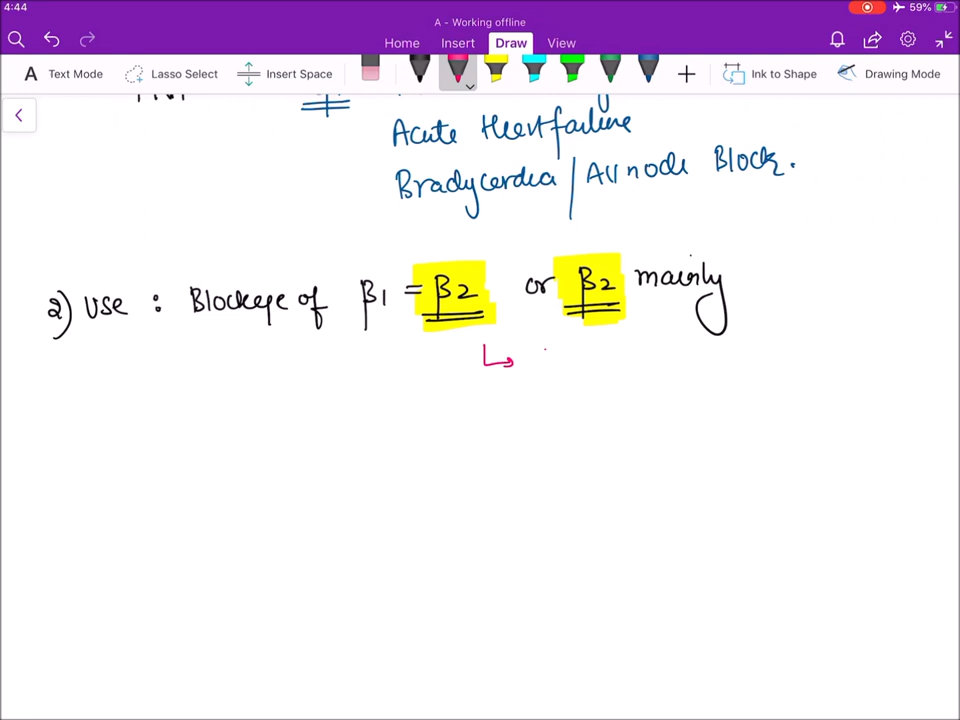 4:44
59%
A - Working offline
Home Insert Draw View
A Text Mode Lasso Select Insert Space Ink to Shape Drawing Mode
Acute Heart failure
Bradycardia / AV node Block.
2) Use : Blockage of β1 = β2 or β2 mainly